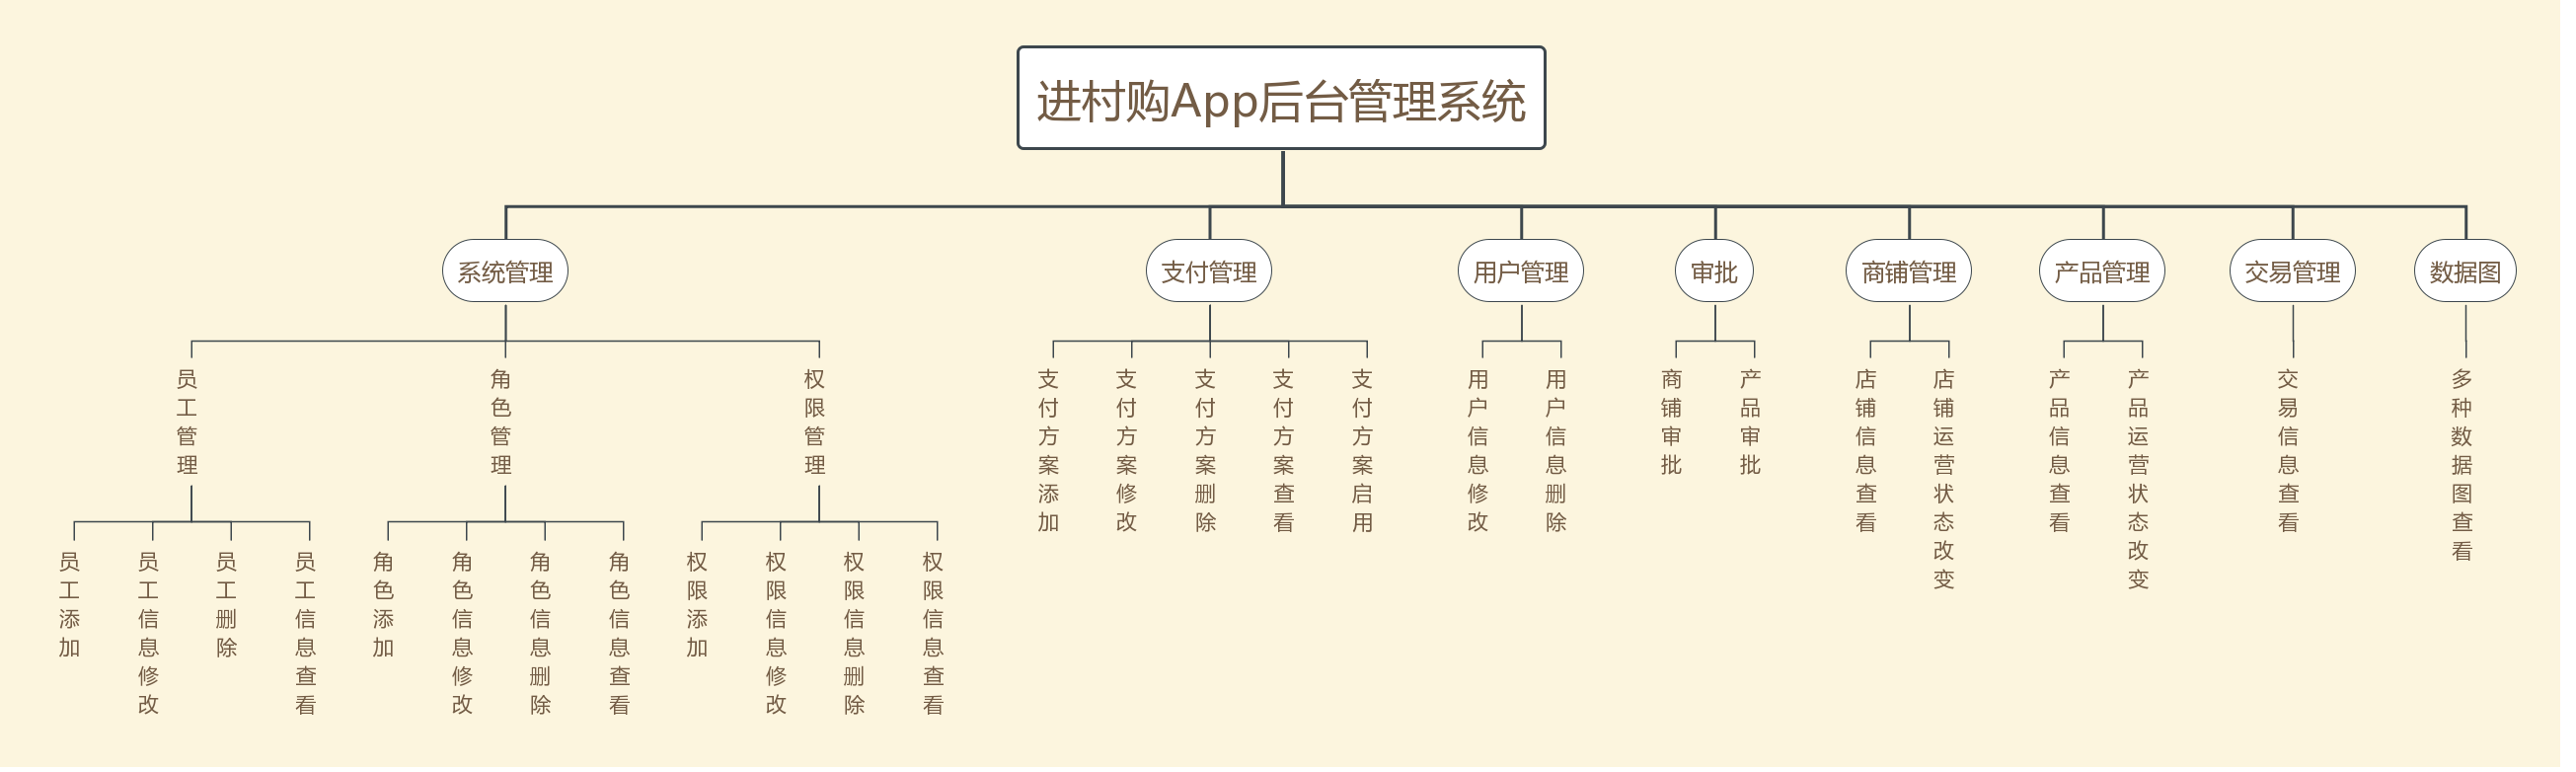 进村购App后台管理系统
系统管理
支付管理
用户管理
审批
商铺管理
产品管理
交易管理
数据图
员工管理
角色管理
权限管理
支付方案添加
支付方案修改
支付方案删除
支付方案查看
支付方案启用
用户信息修改
用户信息删除
商铺审批
产品审批
店铺信息查看
店铺运营状态改变
产品信息查看
产品运营状态改变
交易信息查看
多种数据图查看
员工添加
员工信息修改
员工删除
员工信息查看
角色添加
角色信息修改
角色信息删除
角色信息查看
权限添加
权限信息修改
权限信息删除
权限信息查看